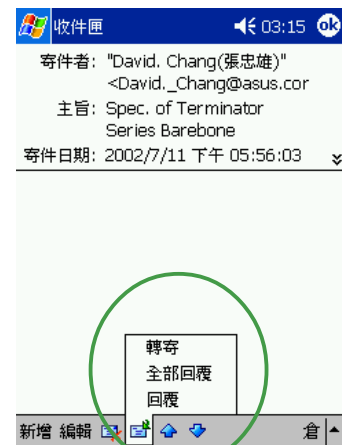 收件匣 03:15 ok
寄件者: "David. Chang(張忠雄)"
<David._Chang@asus.cor
主旨: Spec. of Terminator
Series Barebone
寄件日期: 2002/7/11 下午 05:56:03
轉寄
全部回覆
回覆
新增 編輯 倉